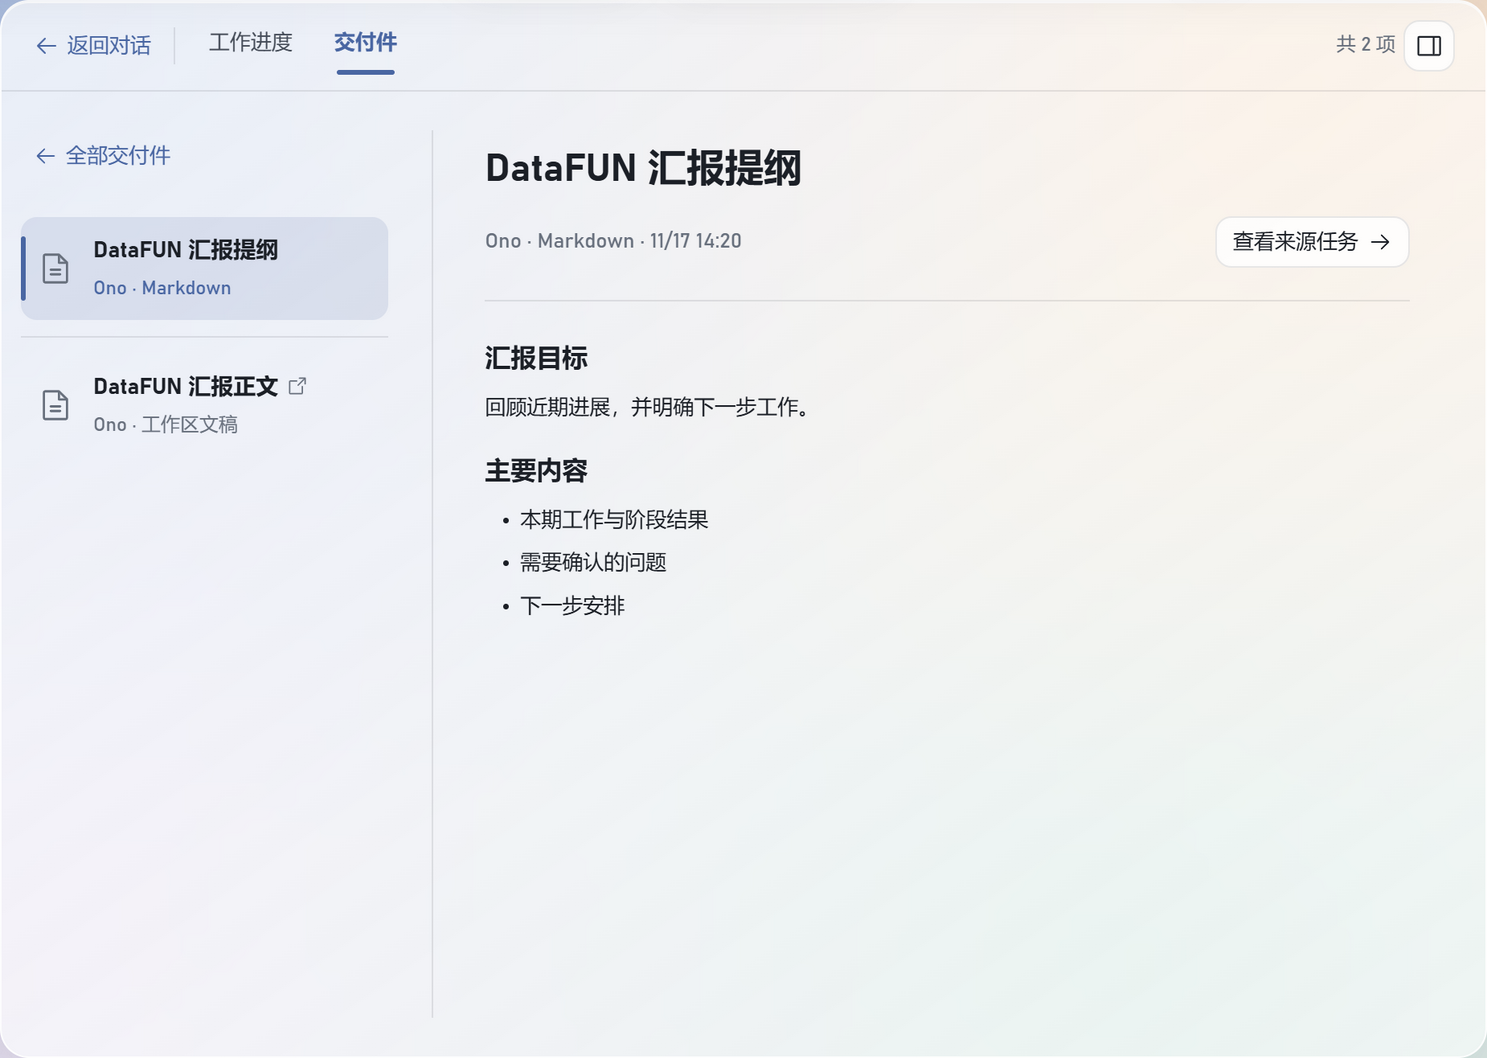 返回对话
工作进度
交付件
共 2 项
全部交付件
DataFUN 汇报提纲
Ono · Markdown
DataFUN 汇报正文
Ono · 工作区文稿
DataFUN 汇报提纲
Ono · Markdown · 11/17 14:20
查看来源任务
汇报目标
回顾近期进展，并明确下一步工作。
主要内容
• 本期工作与阶段结果
• 需要确认的问题
• 下一步安排